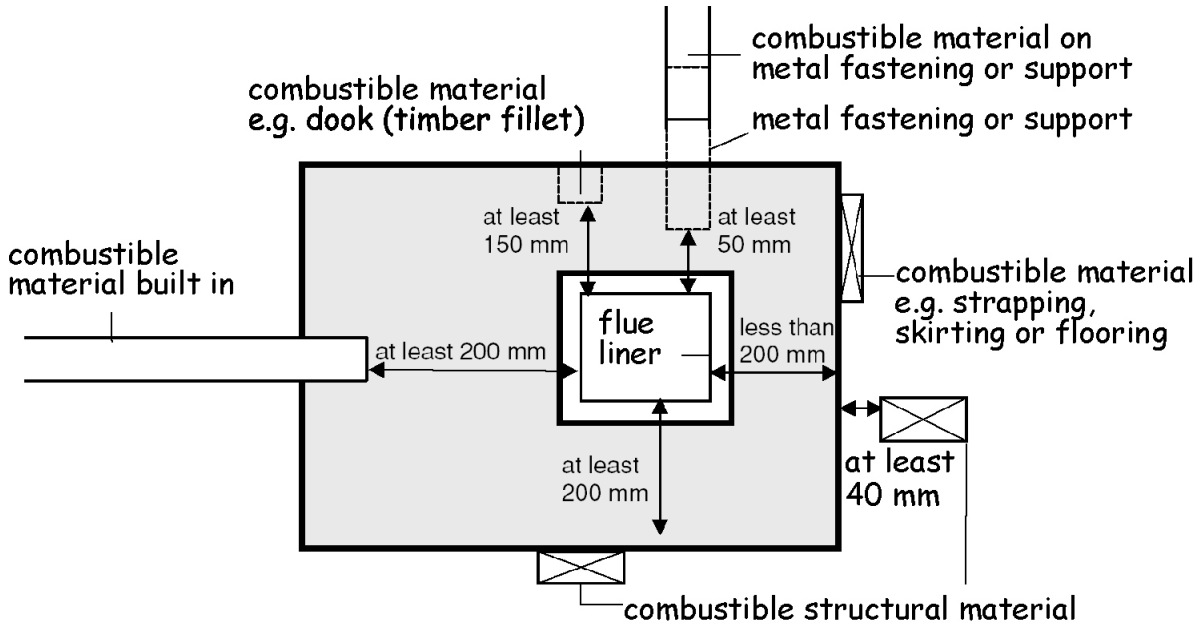 combustible material on
metal fastening or support
combustible material
e.g. dook (timber fillet)
metal fastening or support
at least
150 mm
at least
50 mm
combustible
material built in
combustible material
e.g. strapping,
skirting or flooring
flue
liner
less than
200 mm
at least 200 mm
at least
200 mm
at least
40 mm
combustible structural material